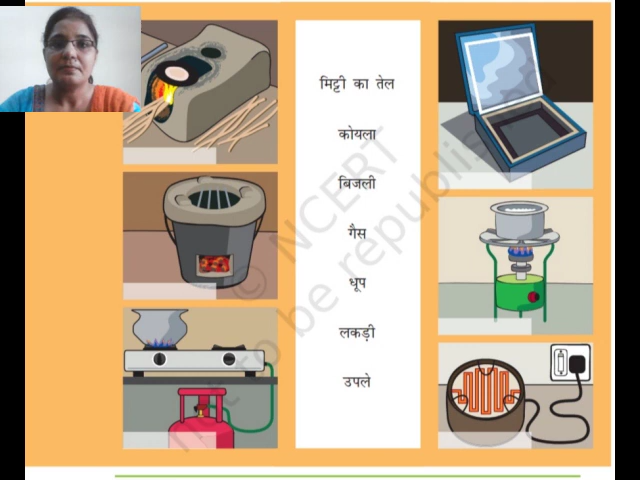 मिट्टी का तेल
कोयला
बिजली
गैस
धूप
लकड़ी
उपले
© NCERT
not to be republished